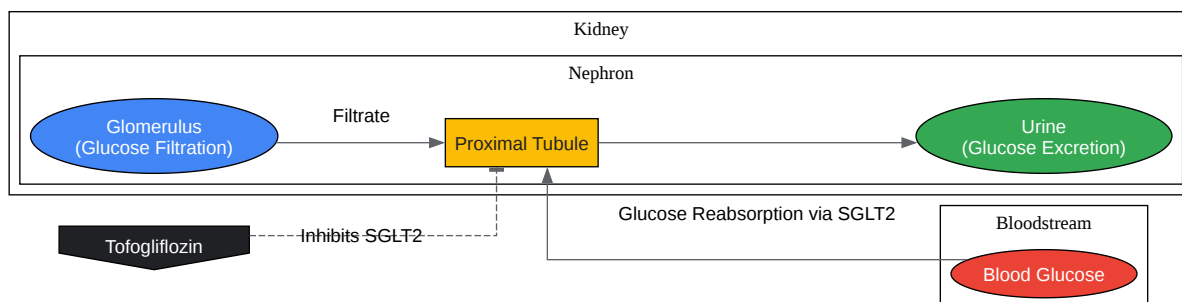 Kidney
Nephron
Glomerulus
(Glucose Filtration)
Filtrate
Proximal Tubule
Urine
(Glucose Excretion)
Tofogliflozin
Inhibits SGLT2
Glucose Reabsorption via SGLT2
Bloodstream
Blood Glucose